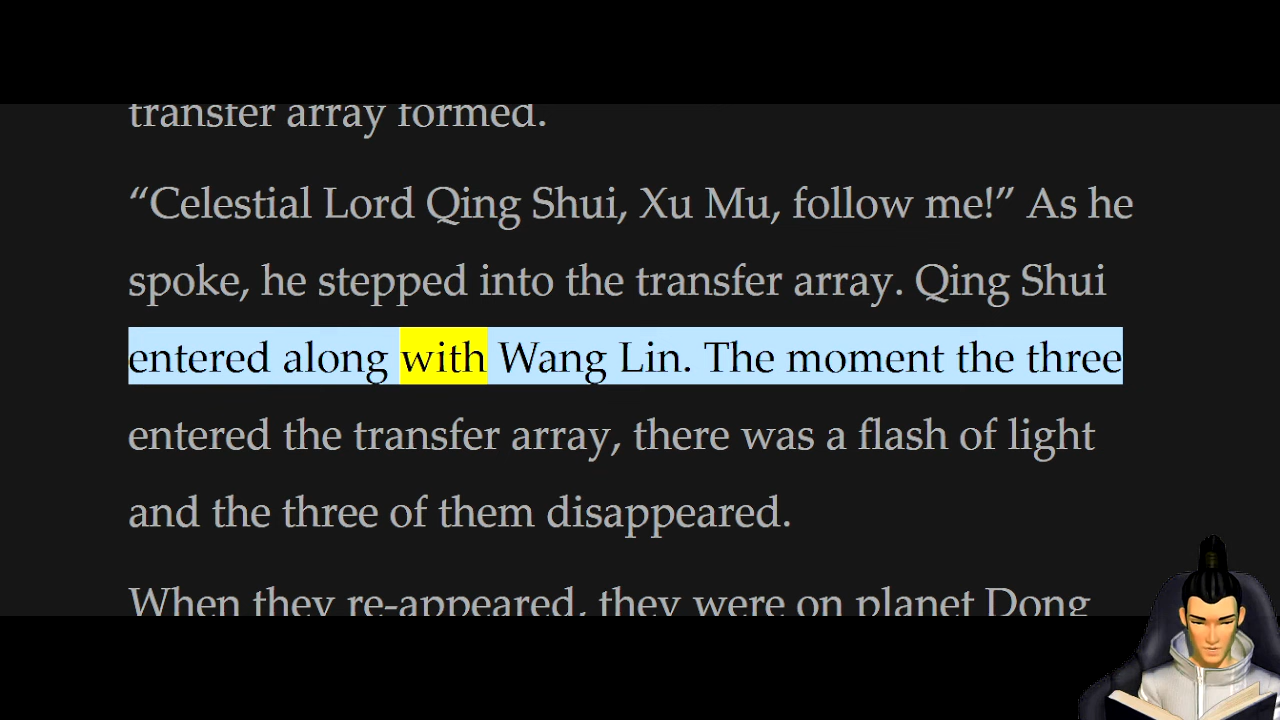 transfer array formed.
“Celestial Lord Qing Shui, Xu Mu, follow me!” As he
spoke, he stepped into the transfer array. Qing Shui
entered along with Wang Lin. The moment the three
entered the transfer array, there was a flash of light
and the three of them disappeared.
When they re-appeared, they were on planet Dong